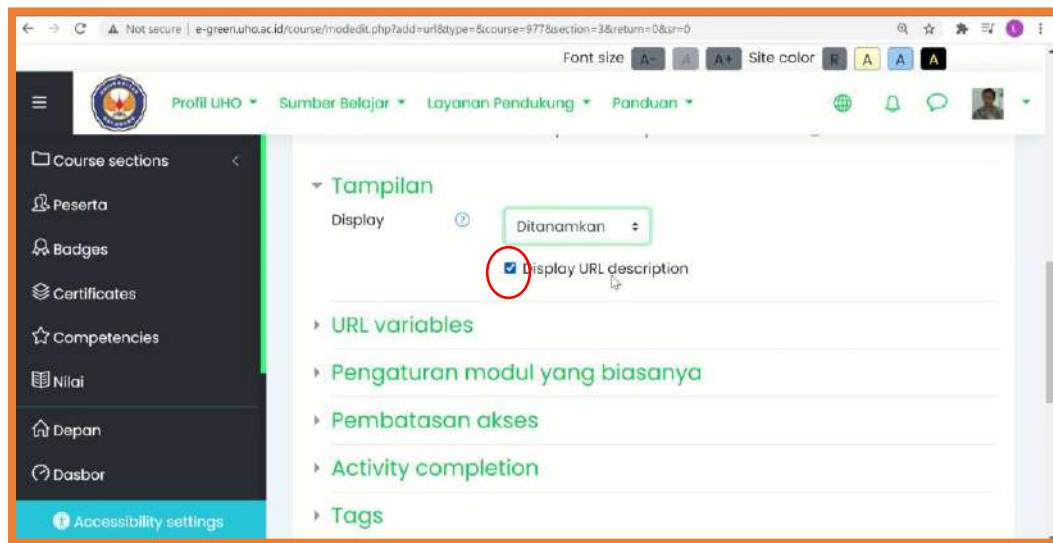 Not secure | e-green.uho.ac.id/course/modedit.php?add=url&type=&course=977&section=3&return=0&sr=0
Font size A- A A+ Site color R A A A
Profil UHO Sumber Belajar Layanan Pendukung Panduan
Course sections
Peserta
Badges
Certificates
Competencies
Nilai
Depan
Dasbor
Accessibility settings
Tampilan
Display Ditanamkan
Display URL description
URL variables
Pengaturan modul yang biasanya
Pembatasan akses
Activity completion
Tags